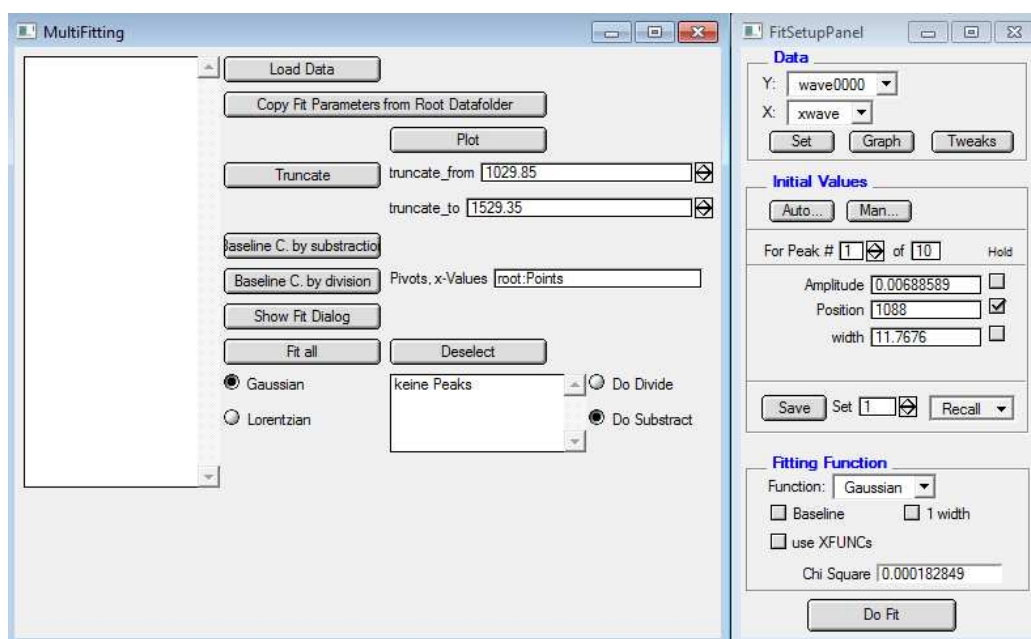 MultiFitting
Load Data
Copy Fit Parameters from Root Datafolder
Plot
Truncate truncate_from 1029.85
truncate_to 1529.35
Baseline C. by substraction
Baseline C. by division Pivots, x-Values root:Points
Show Fit Dialog
Fit all Deselect
Gaussian keine Peaks Do Divide
Lorentzian Do Substract
FitSetupPanel
Data
Y: wave0000
X: xwave
Set Graph Tweaks
Initial Values
Auto... Man...
For Peak # 1 of 10 Hold
Amplitude 0.00688589
Position 1088
width 11.7676
Save Set 1 Recall
Fitting Function
Function: Gaussian
Baseline 1 width
use XFUNCs
Chi Square 0.000182849
Do Fit